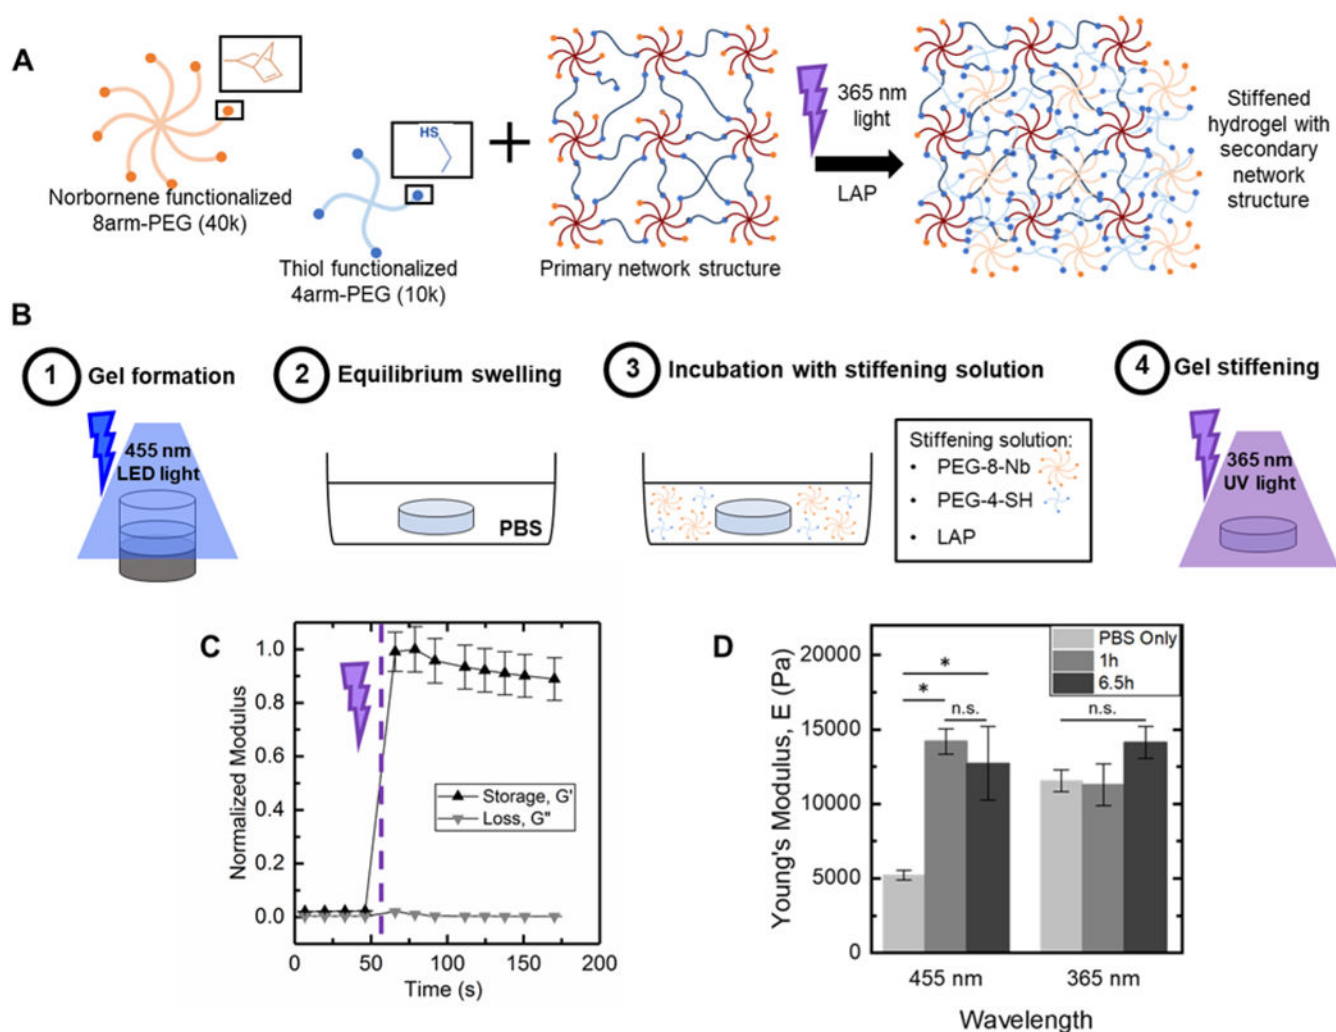 A
HS
Norbornene functionalized
8arm-PEG (40k)
Thiol functionalized
4arm-PEG (10k)
+
Primary network structure
365 nm
light
LAP
Stiffened
hydrogel with
secondary
network
structure
B
1 Gel formation
455 nm
LED light
2 Equilibrium swelling
PBS
3 Incubation with stiffening solution
Stiffening solution:
• PEG-8-Nb
• PEG-4-SH
• LAP
4 Gel stiffening
365 nm
UV light
C
Normalized Modulus
1.0
0.8
0.6
0.4
0.2
0.0
Storage, G'
Loss, G"
0 50 100 150 200
Time (s)
D
Young's Modulus, E (Pa)
20000
15000
10000
5000
0
PBS Only
1h
6.5h
*
*
n.s.
n.s.
455 nm 365 nm
Wavelength